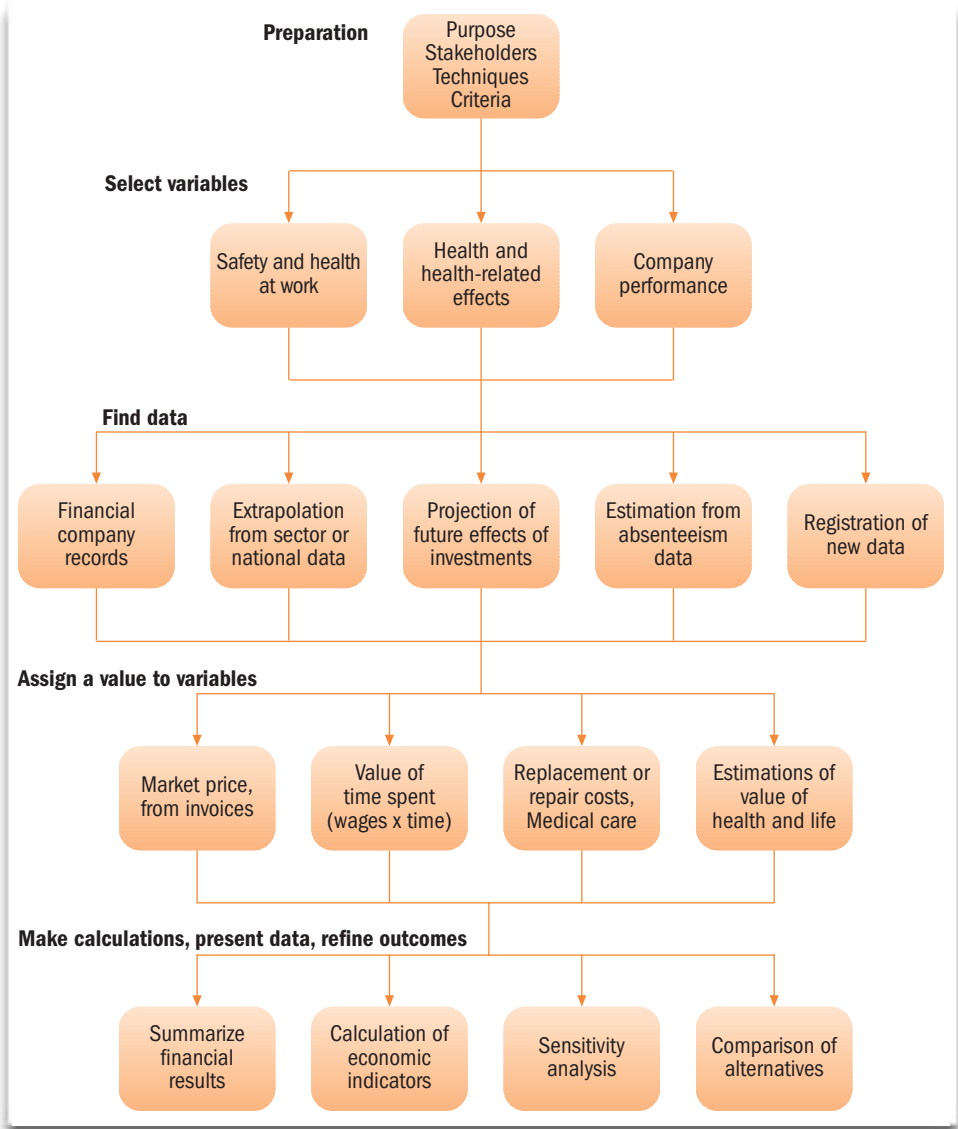 Preparation
Purpose
Stakeholders
Techniques
Criteria
Select variables
Safety and health
at work
Health and
health-related
effects
Company
performance
Find data
Financial
company
records
Extrapolation
from sector or
national data
Projection of
future effects of
investments
Estimation from
absenteeism
data
Registration of
new data
Assign a value to variables
Market price,
from invoices
Value of
time spent
(wages x time)
Replacement or
repair costs,
Medical care
Estimations of
value of
health and life
Make calculations, present data, refine outcomes
Summarize
financial
results
Calculation of
economic
indicators
Sensitivity
analysis
Comparison of
alternatives